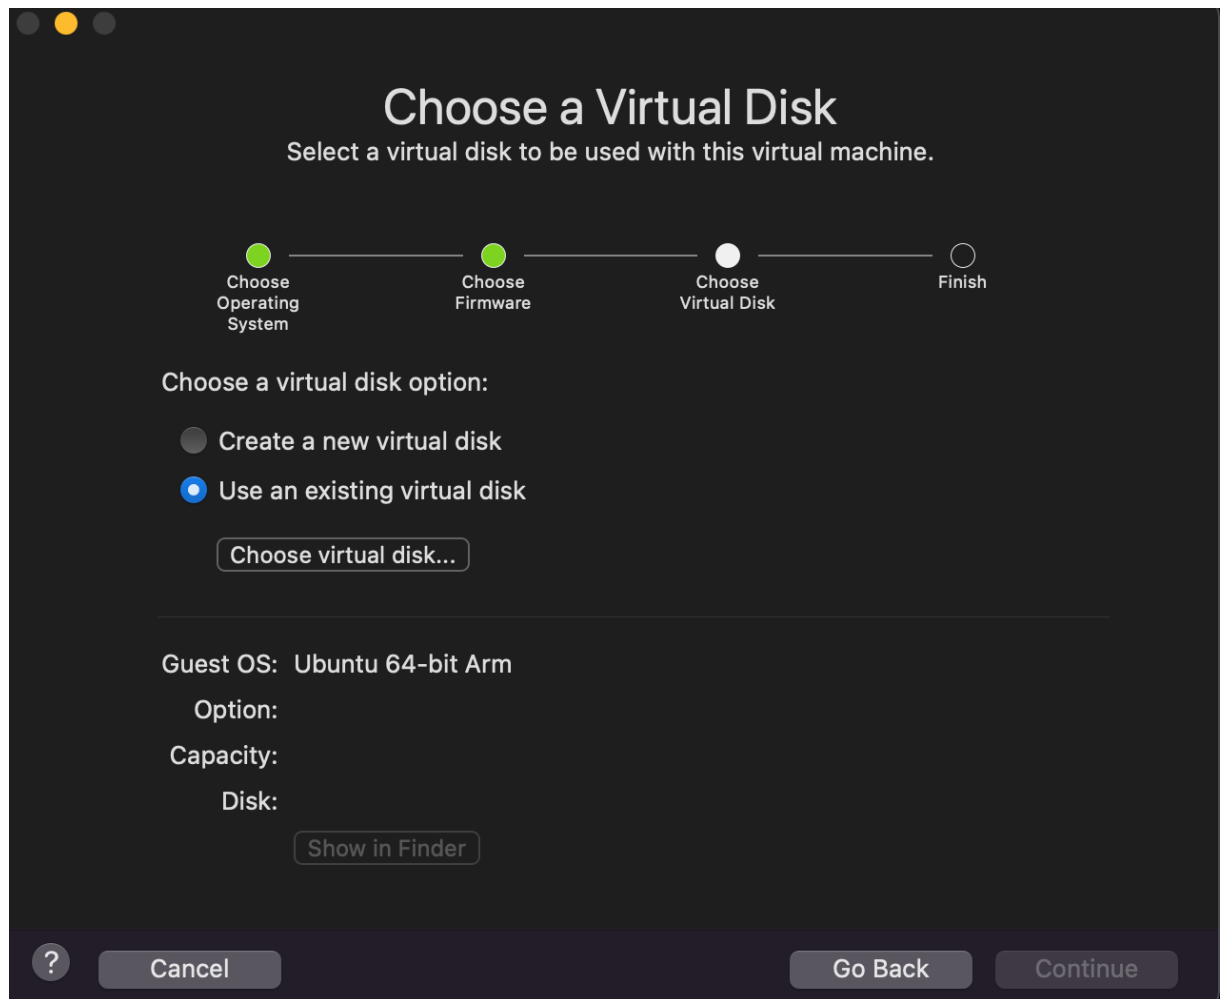 Choose a Virtual Disk
Select a virtual disk to be used with this virtual machine.
Choose
Operating
System
Choose
Firmware
Choose
Virtual Disk
Finish
Choose a virtual disk option:
Create a new virtual disk
Use an existing virtual disk
Choose virtual disk...
Guest OS: Ubuntu 64-bit Arm
Option:
Capacity:
Disk:
Show in Finder
? Cancel Go Back Continue